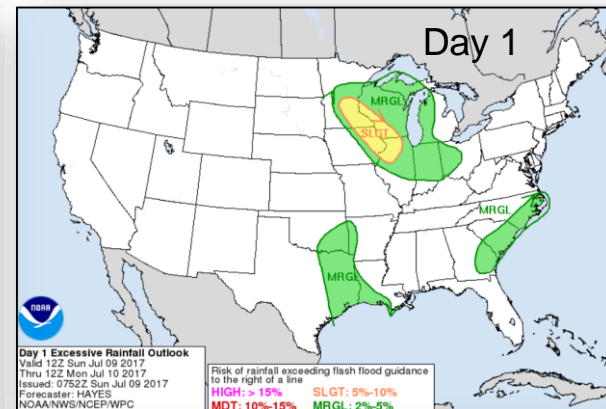 Day 1
MRGL
SLGT
MRGL
MRGL
NOAA
Day 1 Excessive Rainfall Outlook
Valid 12Z Sun Jul 09 2017
Thru 12Z Mon Jul 10 2017
Issued: 0752Z Sun Jul 09 2017
Forecaster: HAYES
NOAA/NWS/NCEP/WPC
Risk of rainfall exceeding flash flood guidance
to the right of a line
HIGH: > 15% SLGT: 5%-10%
MDT: 10%-15% MRGL: 2%-5%